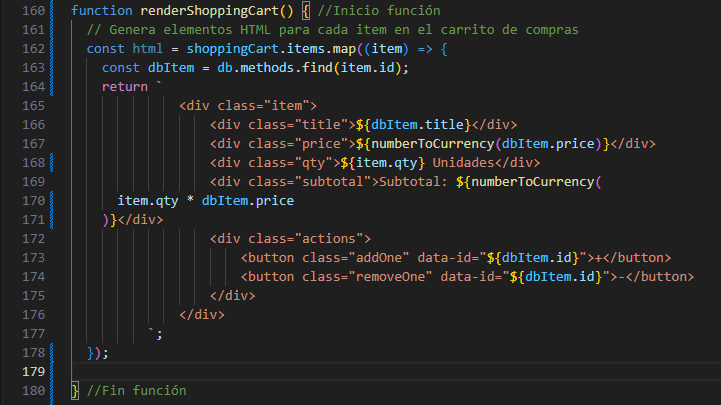 160 function renderShoppingCart() { //Inicio función
161 // Genera elementos HTML para cada item en el carrito de compras
162 const html = shoppingCart.items.map((item) => {
163 const dbItem = db.methods.find(item.id);
164 return `
165 <div class="item">
166 <div class="title">${dbItem.title}</div>
167 <div class="price">${numberToCurrency(dbItem.price)}</div>
168 <div class="qty">${item.qty} Unidades</div>
169 <div class="subtotal">Subtotal: ${numberToCurrency(
170 item.qty * dbItem.price
171 )}</div>
172 <div class="actions">
173 <button class="addOne" data-id="${dbItem.id}">+</button>
174 <button class="removeOne" data-id="${dbItem.id}">-</button>
175 </div>
176 </div>
177 `;
178 });
179
180 } //Fin función